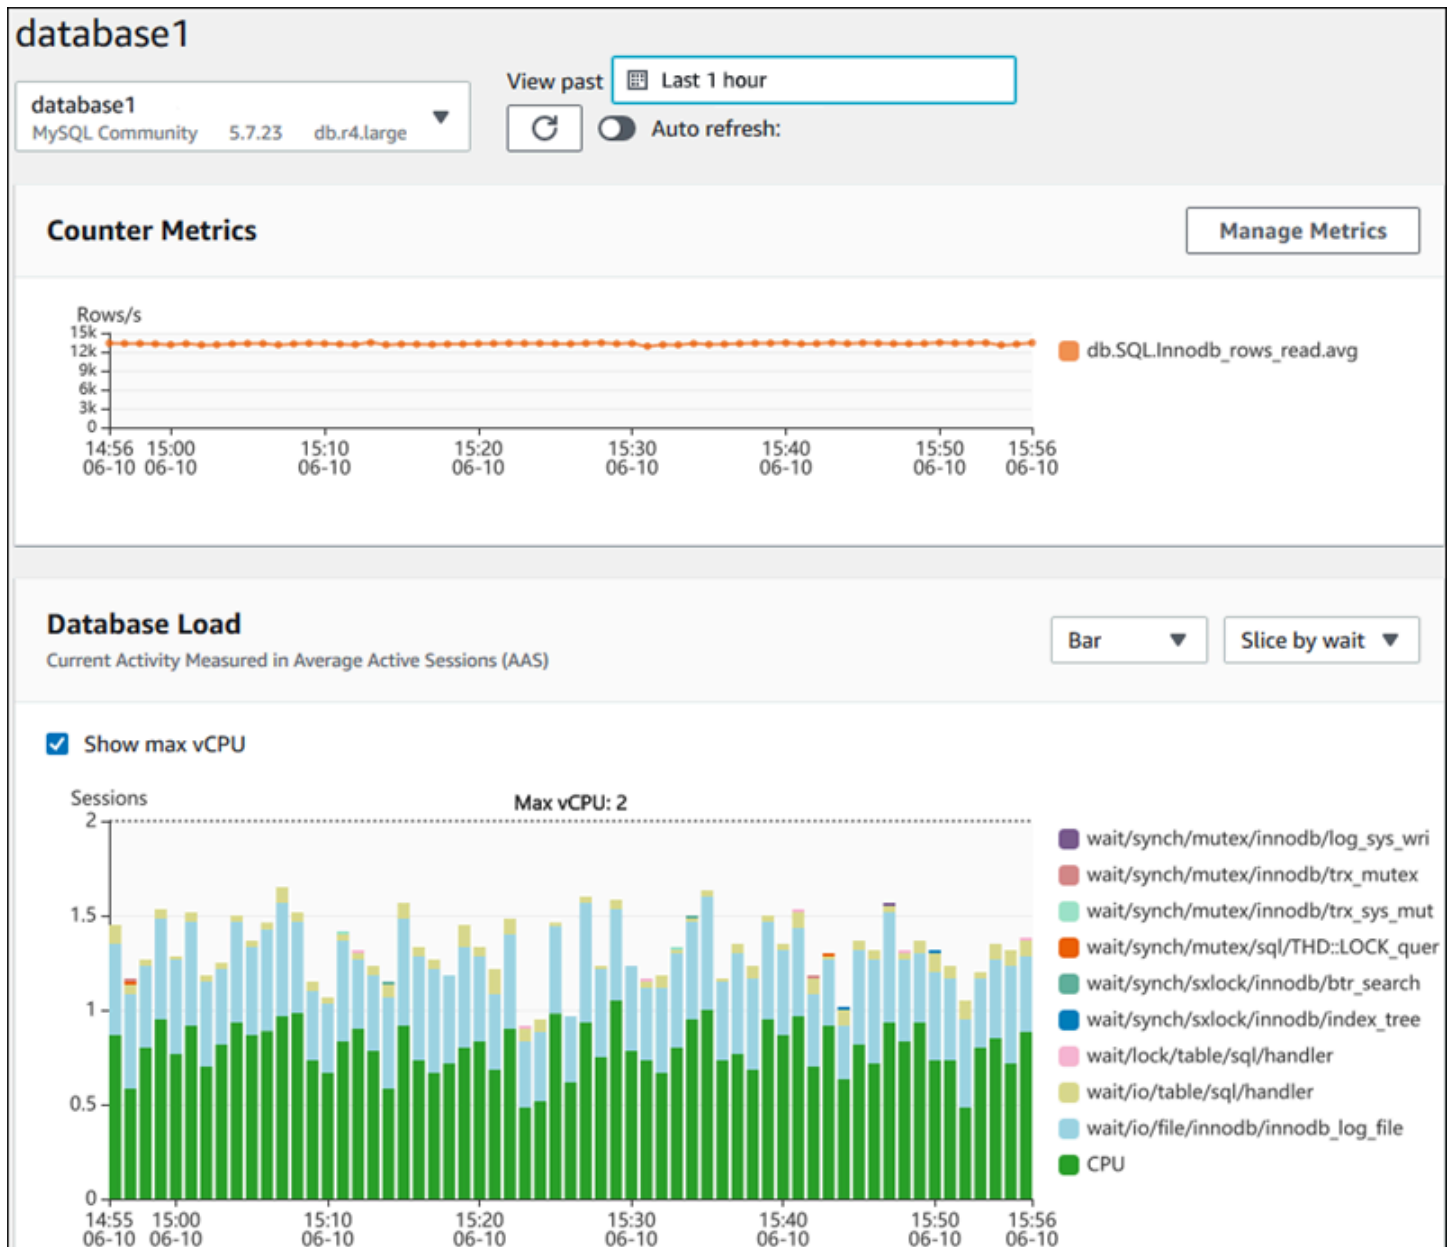 database1
View past Last 1 hour
database1
MySQL Community 5.7.23 db.r4.large
Auto refresh:
Counter Metrics
Manage Metrics
Rows/s
15k
12k
9k
6k
3k
0
db.SQL.Innodb_rows_read.avg
14:56 15:00 15:10 15:20 15:30 15:40 15:50 15:56
06-10 06-10 06-10 06-10 06-10 06-10 06-10 06-10
Database Load
Current Activity Measured in Average Active Sessions (AAS)
Bar
Slice by wait
Show max vCPU
Sessions
Max vCPU: 2
2
1.5
1
0.5
0
wait/synch/mutex/innodb/log_sys_wri
wait/synch/mutex/innodb/trx_mutex
wait/synch/mutex/innodb/trx_sys_mut
wait/synch/mutex/sql/THD::LOCK_quer
wait/synch/sxlock/innodb/btr_search
wait/synch/sxlock/innodb/index_tree
wait/lock/table/sql/handler
wait/io/table/sql/handler
wait/io/file/innodb/innodb_log_file
CPU
14:55 15:00 15:10 15:20 15:30 15:40 15:50 15:56
06-10 06-10 06-10 06-10 06-10 06-10 06-10 06-10